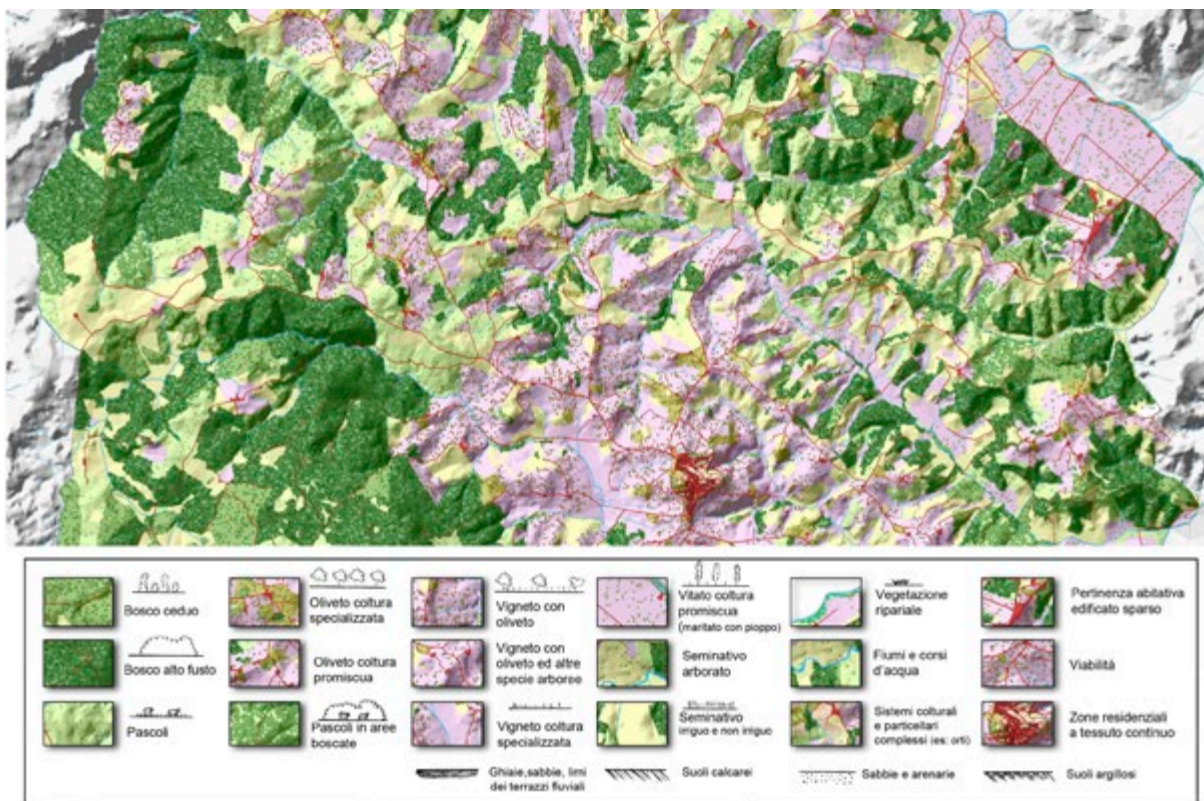 Bosco ceduo
Oliveto coltura
specializzata
Vigneto con
oliveto
Vitato coltura
promiscua
(maritato con pioppo)
Vegetazione
ripariale
Pertinenza abitativa
edificato sparso
Bosco alto fusto
Oliveto coltura
promiscua
Vigneto con
oliveto ed altre
specie arboree
Seminativo
arborato
Fiumi e corsi
d'acqua
Viabilità
Pascoli
Pascoli in aree
boscate
Vigneto coltura
specializzata
Seminativo
irriguo e non irriguo
Sistemi colturali
e particellari
complessi (es: orti)
Zone residenziali
a tessuto continuo
Ghiaie,sabbie, limi
dei terrazzi fluviali
Suoli calcarei
Sabbie e arenarie
Suoli argillosi